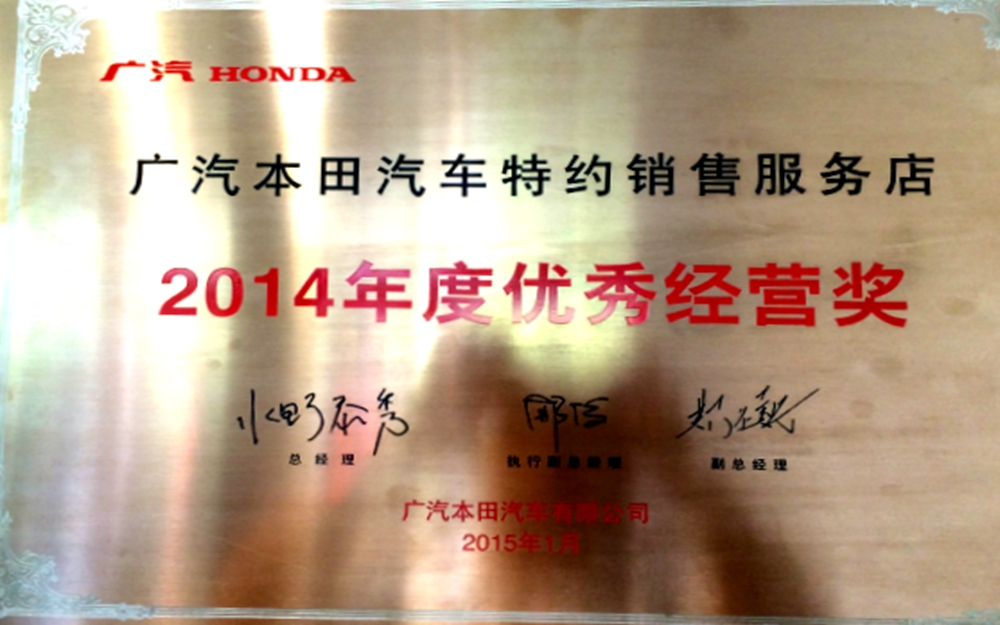 广汽 HONDA
广汽本田汽车特约销售服务店
2014年度优秀经营奖
总经理 执行副总经理 副总经理
广汽本田汽车有限公司
2015年1月